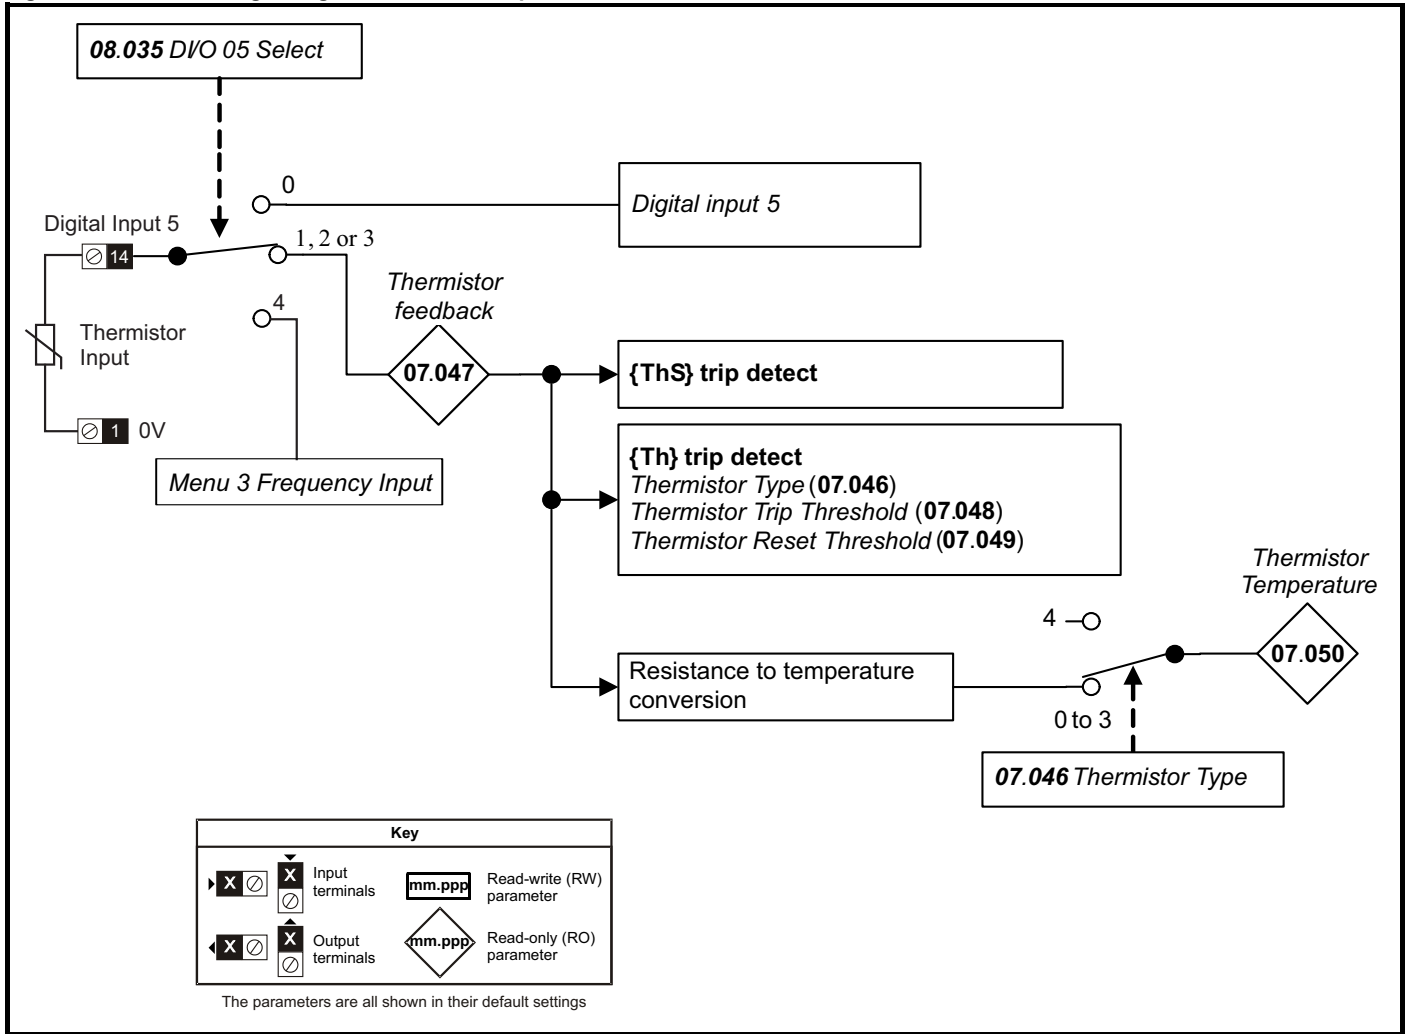 08.035 DI/O 05 Select
0
Digital input 5
Digital Input 5
14
1, 2 or 3
Thermistor
feedback
4
Thermistor
Input
07.047
{ThS} trip detect
1 0V
Menu 3 Frequency Input
{Th} trip detect
Thermistor Type (07.046)
Thermistor Trip Threshold (07.048)
Thermistor Reset Threshold (07.049)
Thermistor
Temperature
4
07.050
Resistance to temperature
conversion
0 to 3
07.046 Thermistor Type
Key
X
X
Input
terminals
mm.ppp
Read-write (RW)
parameter
X
X
Output
terminals
mm.ppp
Read-only (RO)
parameter
The parameters are all shown in their default settings